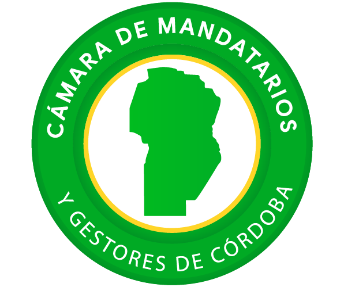 CÁMARA DE MANDATARIOS
Y GESTORES DE CÓRDOBA